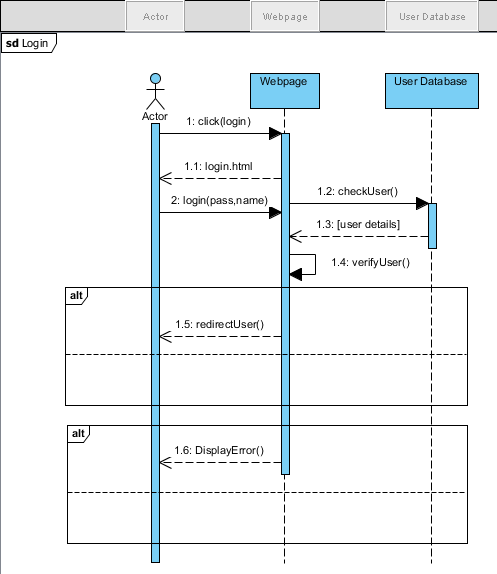 Actor Webpage User Database
sd Login
Webpage User Database
Actor
1: click(login)
1.1: login.html
1.2: checkUser()
2: login(pass,name)
1.3: [user details]
1.4: verifyUser()
alt
1.5: redirectUser()
alt
1.6: DisplayError()